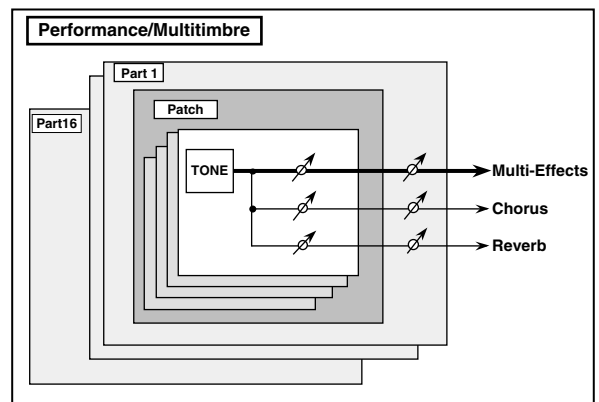 Performance/Multitimbre
Part 1
Patch
Part16
TONE
Multi-Effects
Chorus
Reverb